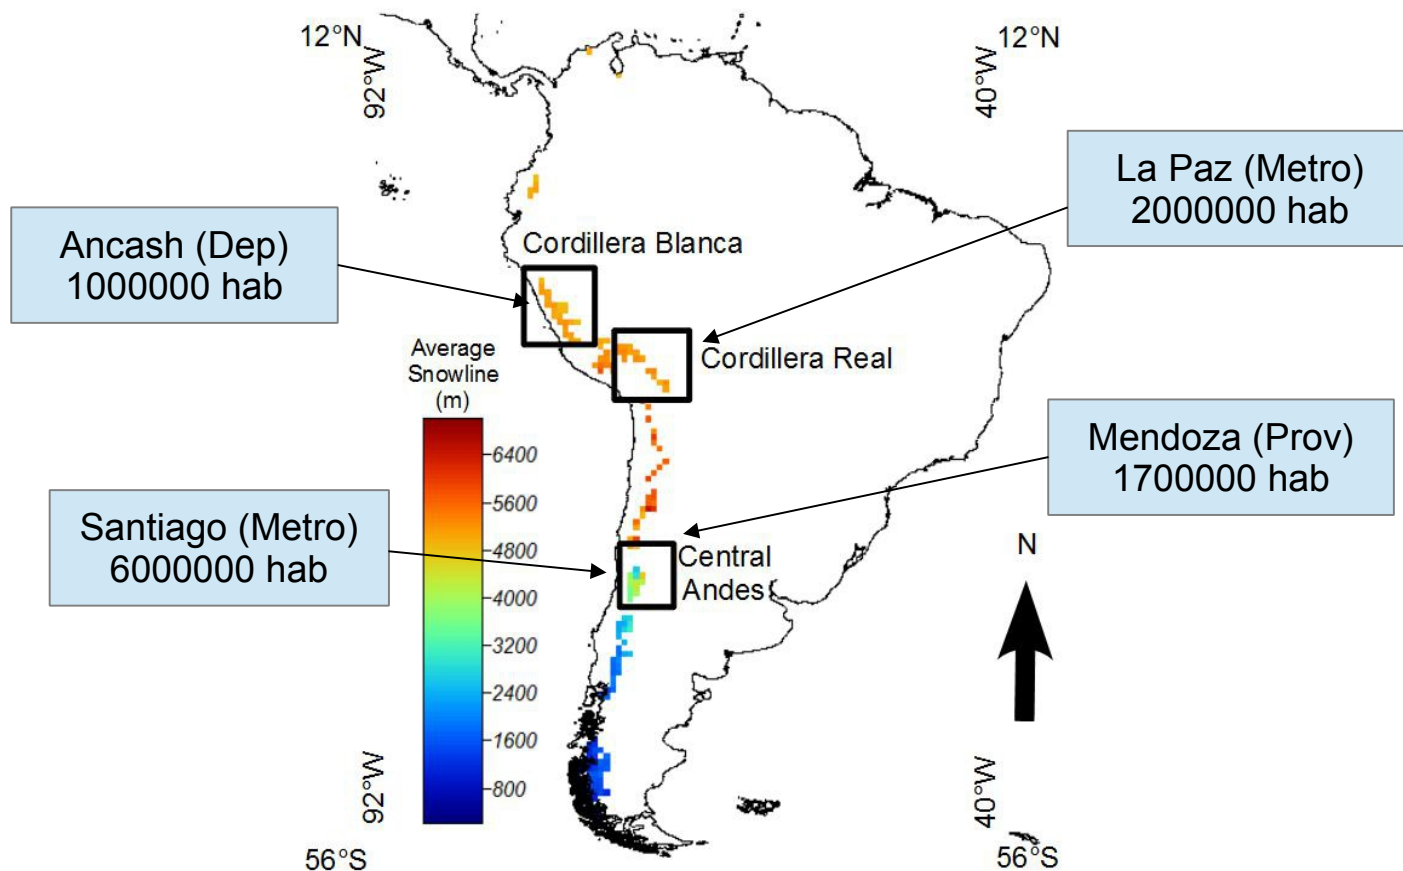 12°N
92°W
40°W
12°N
La Paz (Metro)
2000000 hab
Ancash (Dep)
1000000 hab
Cordillera Blanca
Cordillera Real
Average
Snowline
(m)
6400
5600
4800
4000
3200
2400
1600
800
Mendoza (Prov)
1700000 hab
Santiago (Metro)
6000000 hab
Central
Andes
N
92°W
40°W
56°S
56°S